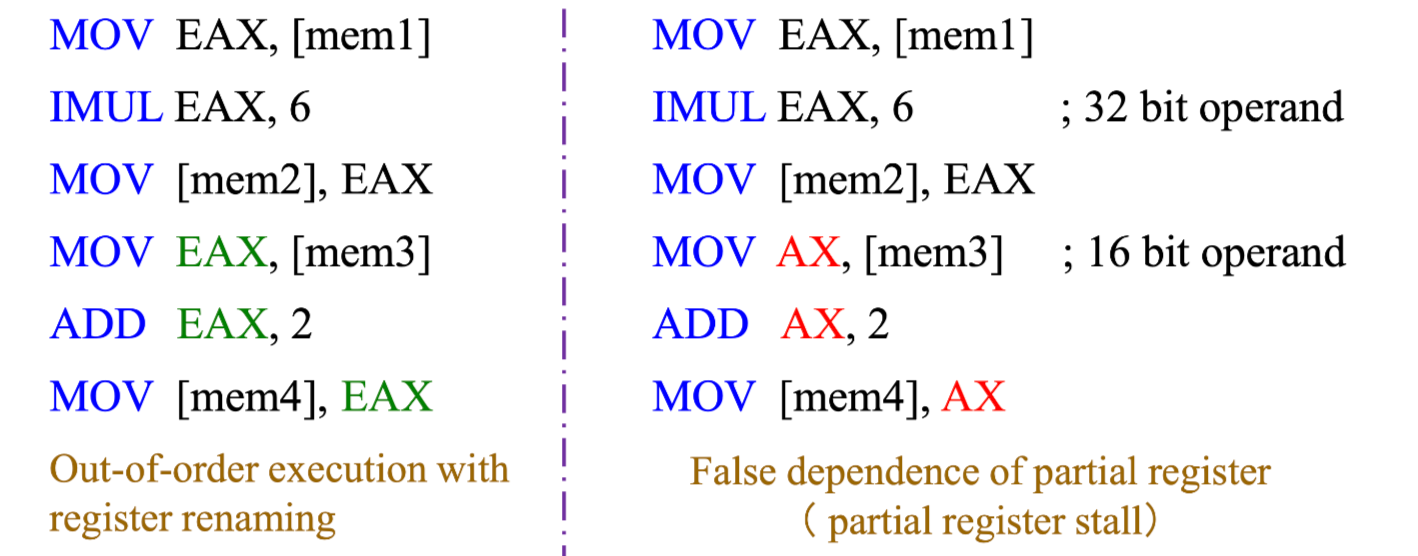 MOV EAX, [mem1]
IMUL EAX, 6
MOV [mem2], EAX
MOV EAX, [mem3]
ADD EAX, 2
MOV [mem4], EAX
Out-of-order execution with
register renaming
MOV EAX, [mem1]
IMUL EAX, 6 ; 32 bit operand
MOV [mem2], EAX
MOV AX, [mem3] ; 16 bit operand
ADD AX, 2
MOV [mem4], AX
False dependence of partial register
（ partial register stall）